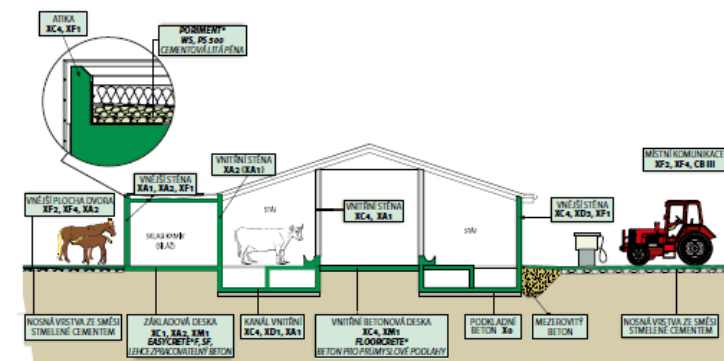 ATIKA
XC4, XF1
PORIMENT*
WS, PS 500
CEMENTOVÁ LITÁ PĚNA
VNĚJŠÍ STĚNA
XA1, XA2, XF1
VNITŘNÍ STĚNA
XA2 (XA1)
MÍSTNÍ KOMUNIKACE
XF2, XF4, CB III
VNĚJŠÍ PLOCHA DVORA
XF2, XF4, XA2
STÁJ
VNITŘNÍ STĚNA
XC4, XA1
VNĚJŠÍ STĚNA
XC4, XD3, XF1
SKLAD KRMIV
(SILÁŽ)
STÁJ
NOSNÁ VRSTVA ZE SMĚSI
STMELENÉ CEMENTEM
ZÁKLADOVÁ DESKA
XC1, XA2, XM1
EASYCRETE* F, SF,
LEHCE ZPRACOVATELNÝ BETON
KANÁL VNITŘNÍ
XC4, XD1, XA1
VNITŘNÍ BETONOVÁ DESKA
XC4, XM1
FLOORCRETE*
BETON PRO PRŮMYSLOVÉ PODLAHY
PODKLADNÍ
BETON X0
MEZEROVITÝ
BETON
NOSNÁ VRSTVA ZE SMĚSI
STMELENÉ CEMENTEM